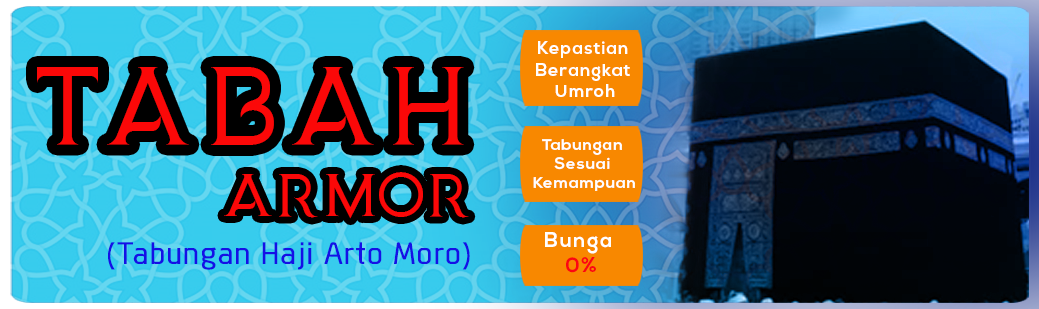 TABAH
ARMOR
(Tabungan Haji Arto Moro)
Kepastian
Berangkat
Umroh
Tabungan
Sesuai
Kemampuan
Bunga
0%